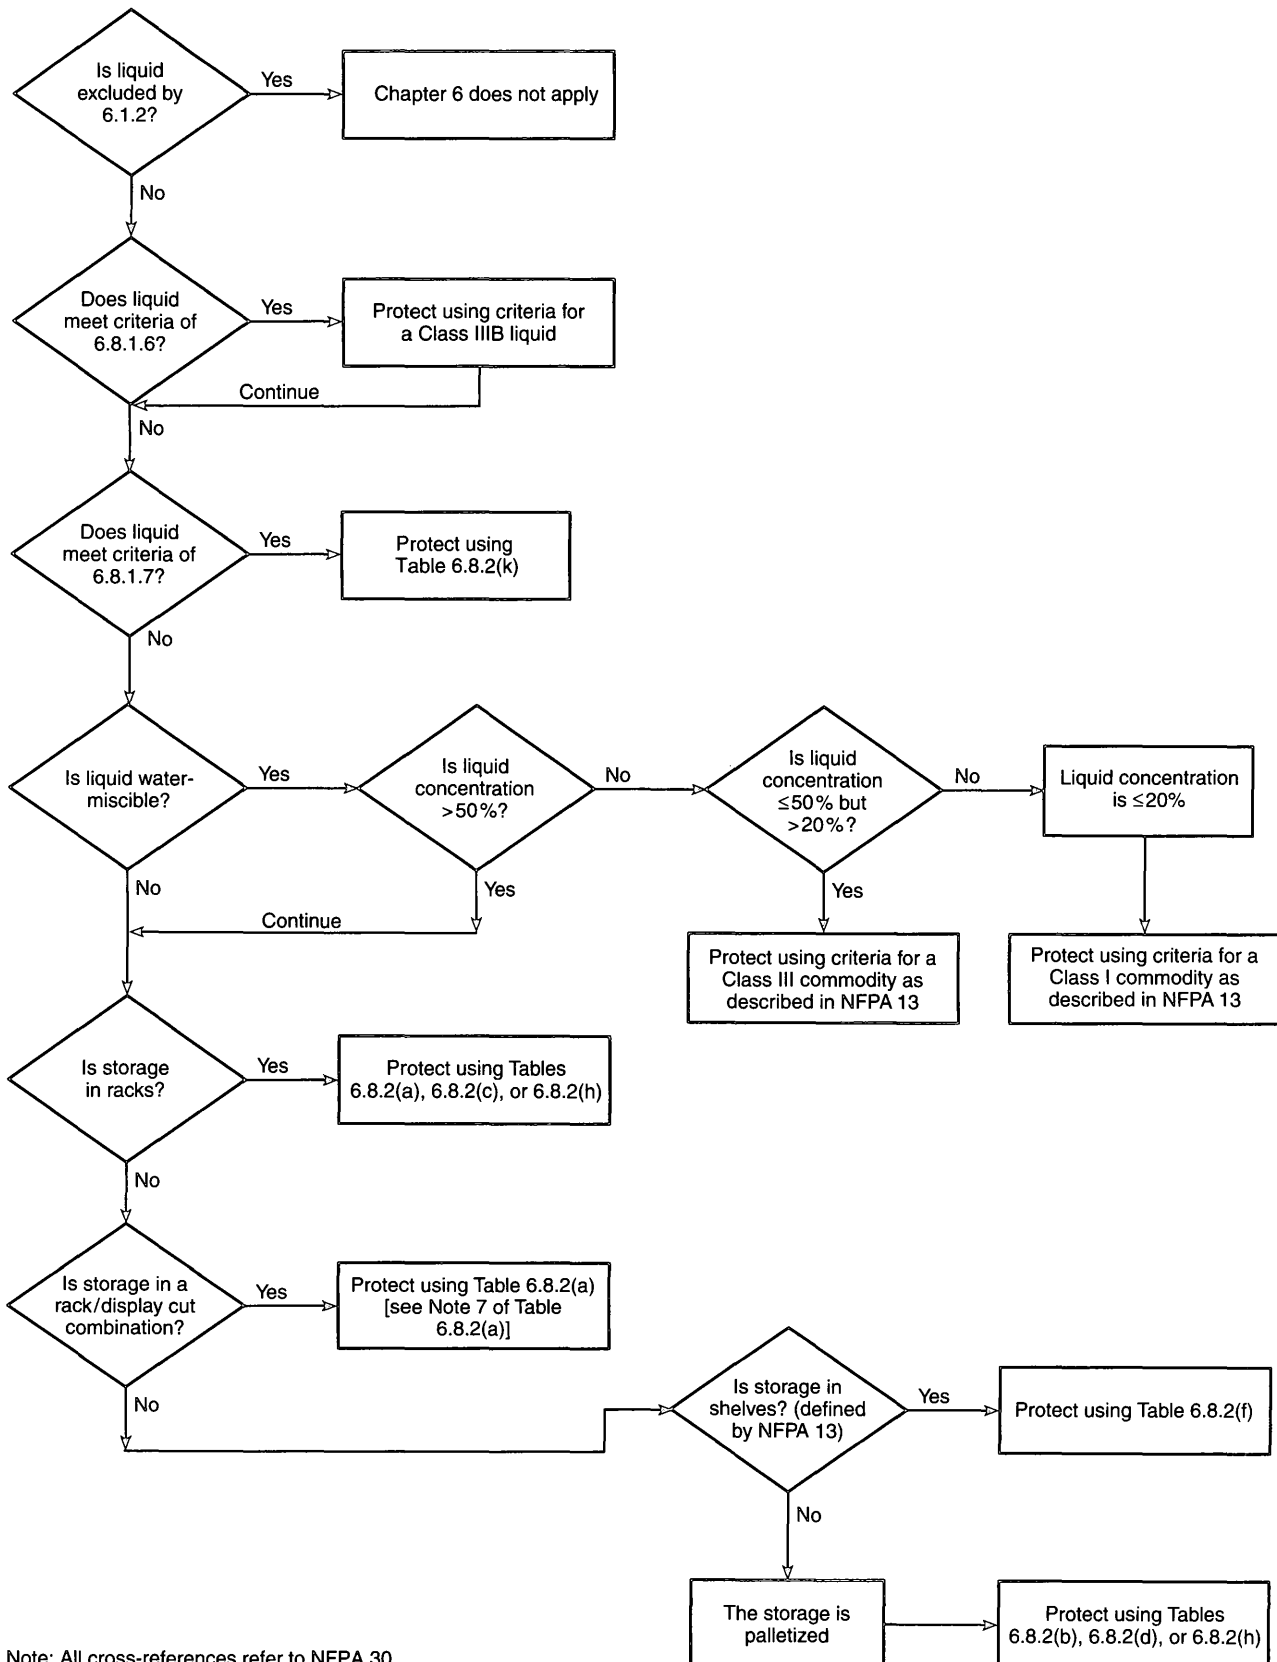 Is liquid
excluded by
6.1.2?
Yes
Chapter 6 does not apply
No
Does liquid
meet criteria of
6.8.1.6?
Yes
Protect using criteria for
a Class IIIB liquid
Continue
No
Does liquid
meet criteria of
6.8.1.7?
Yes
Protect using
Table 6.8.2(k)
No
Is liquid water-
miscible?
Yes
Is liquid
concentration
>50%?
No
Is liquid
concentration
≤50% but
>20%?
No
Liquid concentration
is ≤20%
No
Yes
Continue
Yes
Protect using criteria for a
Class III commodity as
described in NFPA 13
Protect using criteria for a
Class I commodity as
described in NFPA 13
Is storage
in racks?
Yes
Protect using Tables
6.8.2(a), 6.8.2(c), or 6.8.2(h)
No
Is storage in a
rack/display cut
combination?
Yes
Protect using Table 6.8.2(a)
[see Note 7 of Table
6.8.2(a)]
No
Is storage in
shelves? (defined
by NFPA 13)
Yes
Protect using Table 6.8.2(f)
No
The storage is
palletized
Protect using Tables
6.8.2(b), 6.8.2(d), or 6.8.2(h)
Note: All cross-references refer to NFPA 30